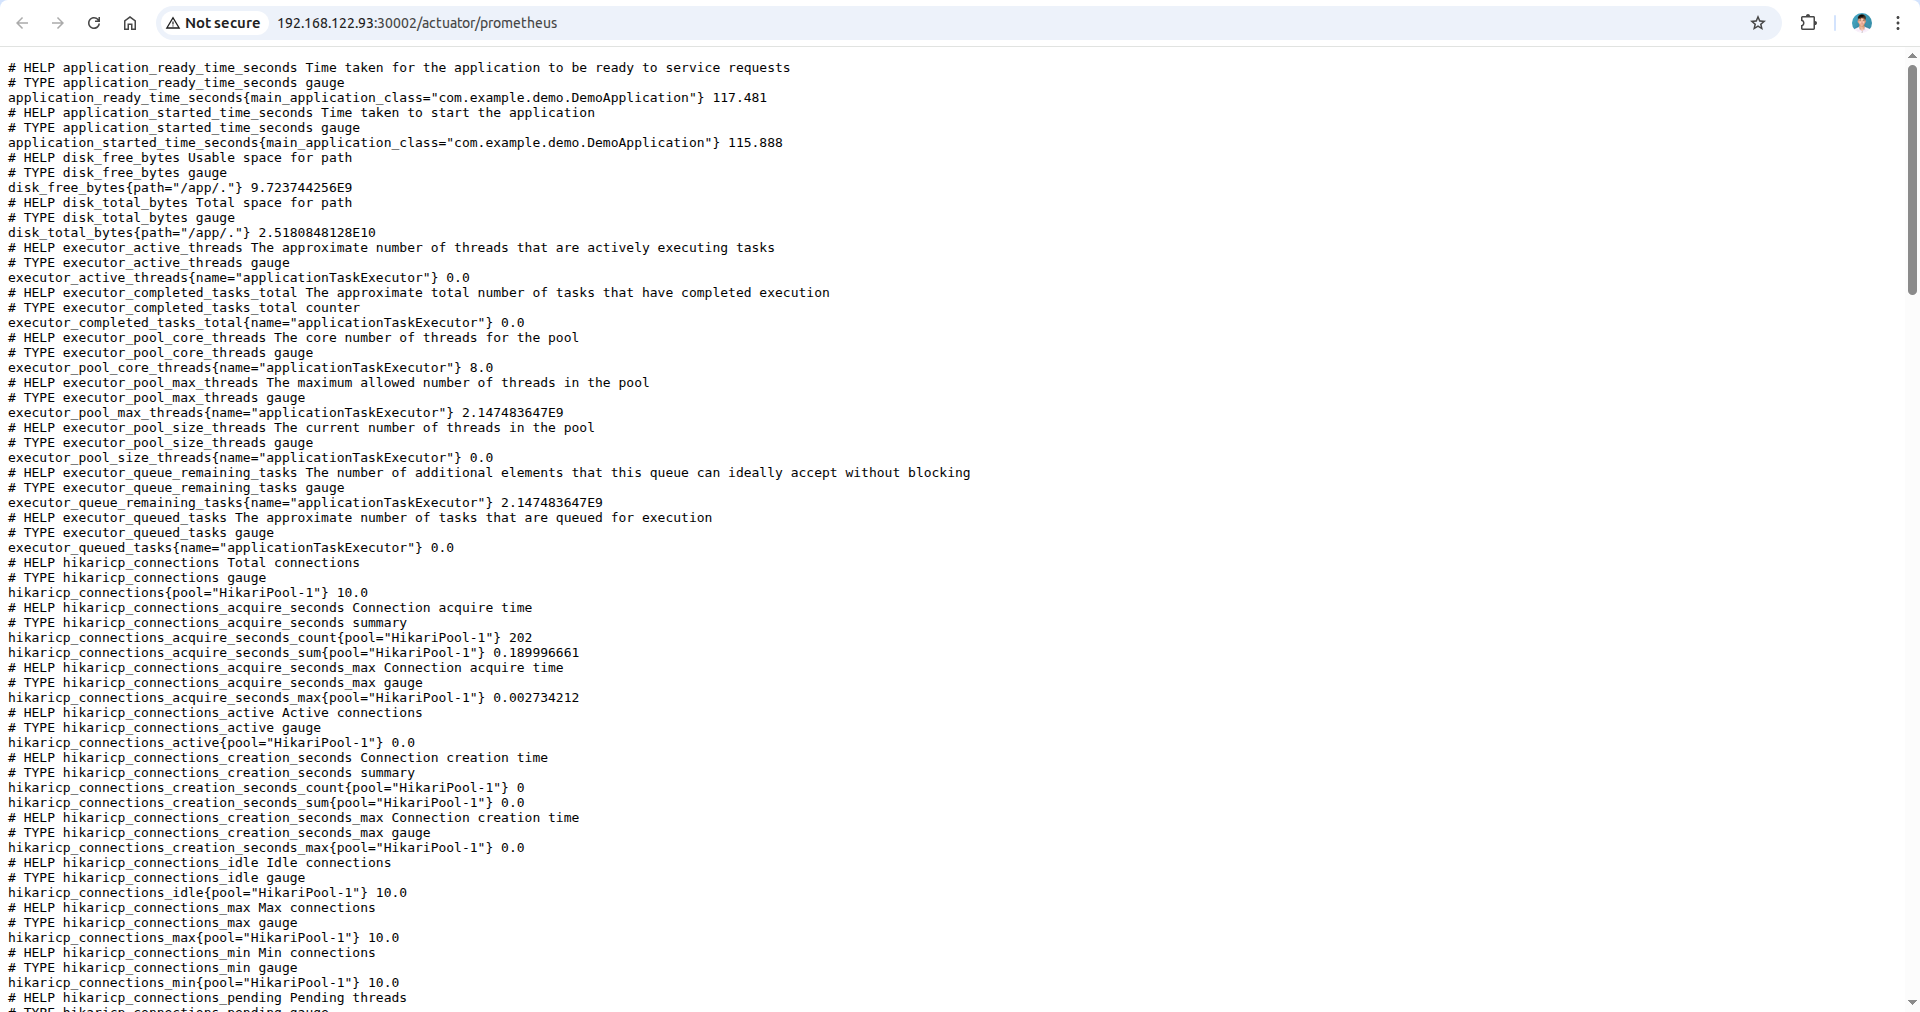 Not secure 192.168.122.93:30002/actuator/prometheus
# HELP application_ready_time_seconds Time taken for the application to be ready to service requests
# TYPE application_ready_time_seconds gauge
application_ready_time_seconds{main_application_class="com.example.demo.DemoApplication"} 117.481
# HELP application_started_time_seconds Time taken to start the application
# TYPE application_started_time_seconds gauge
application_started_time_seconds{main_application_class="com.example.demo.DemoApplication"} 115.888
# HELP disk_free_bytes Usable space for path
# TYPE disk_free_bytes gauge
disk_free_bytes{path="/app/."} 9.723744256E9
# HELP disk_total_bytes Total space for path
# TYPE disk_total_bytes gauge
disk_total_bytes{path="/app/."} 2.5180848128E10
# HELP executor_active_threads The approximate number of threads that are actively executing tasks
# TYPE executor_active_threads gauge
executor_active_threads{name="applicationTaskExecutor"} 0.0
# HELP executor_completed_tasks_total The approximate total number of tasks that have completed execution
# TYPE executor_completed_tasks_total counter
executor_completed_tasks_total{name="applicationTaskExecutor"} 0.0
# HELP executor_pool_core_threads The core number of threads for the pool
# TYPE executor_pool_core_threads gauge
executor_pool_core_threads{name="applicationTaskExecutor"} 8.0
# HELP executor_pool_max_threads The maximum allowed number of threads in the pool
# TYPE executor_pool_max_threads gauge
executor_pool_max_threads{name="applicationTaskExecutor"} 2.147483647E9
# HELP executor_pool_size_threads The current number of threads in the pool
# TYPE executor_pool_size_threads gauge
executor_pool_size_threads{name="applicationTaskExecutor"} 0.0
# HELP executor_queue_remaining_tasks The number of additional elements that this queue can ideally accept without blocking
# TYPE executor_queue_remaining_tasks gauge
executor_queue_remaining_tasks{name="applicationTaskExecutor"} 2.147483647E9
# HELP executor_queued_tasks The approximate number of tasks that are queued for execution
# TYPE executor_queued_tasks gauge
executor_queued_tasks{name="applicationTaskExecutor"} 0.0
# HELP hikaricp_connections Total connections
# TYPE hikaricp_connections gauge
hikaricp_connections{pool="HikariPool-1"} 10.0
# HELP hikaricp_connections_acquire_seconds Connection acquire time
# TYPE hikaricp_connections_acquire_seconds summary
hikaricp_connections_acquire_seconds_count{pool="HikariPool-1"} 202
hikaricp_connections_acquire_seconds_sum{pool="HikariPool-1"} 0.189996661
# HELP hikaricp_connections_acquire_seconds_max Connection acquire time
# TYPE hikaricp_connections_acquire_seconds_max gauge
hikaricp_connections_acquire_seconds_max{pool="HikariPool-1"} 0.002734212
# HELP hikaricp_connections_active Active connections
# TYPE hikaricp_connections_active gauge
hikaricp_connections_active{pool="HikariPool-1"} 0.0
# HELP hikaricp_connections_creation_seconds Connection creation time
# TYPE hikaricp_connections_creation_seconds summary
hikaricp_connections_creation_seconds_count{pool="HikariPool-1"} 0
hikaricp_connections_creation_seconds_sum{pool="HikariPool-1"} 0.0
# HELP hikaricp_connections_creation_seconds_max Connection creation time
# TYPE hikaricp_connections_creation_seconds_max gauge
hikaricp_connections_creation_seconds_max{pool="HikariPool-1"} 0.0
# HELP hikaricp_connections_idle Idle connections
# TYPE hikaricp_connections_idle gauge
hikaricp_connections_idle{pool="HikariPool-1"} 10.0
# HELP hikaricp_connections_max Max connections
# TYPE hikaricp_connections_max gauge
hikaricp_connections_max{pool="HikariPool-1"} 10.0
# HELP hikaricp_connections_min Min connections
# TYPE hikaricp_connections_min gauge
hikaricp_connections_min{pool="HikariPool-1"} 10.0
# HELP hikaricp_connections_pending Pending threads
# TYPE hikaricp_connections_pending gauge